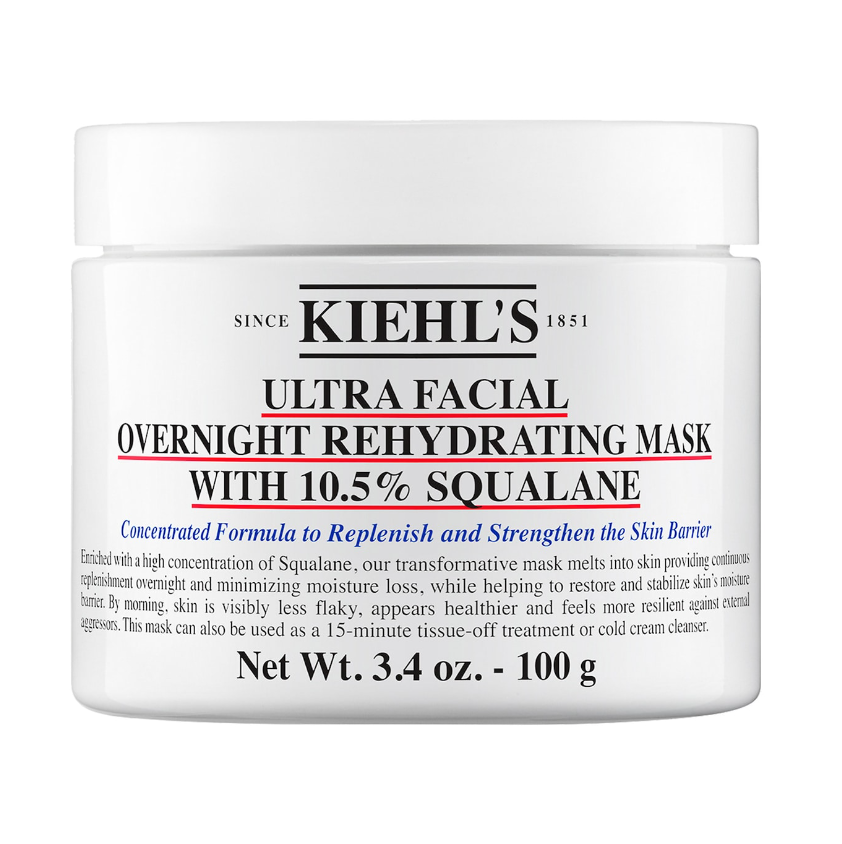 SINCE KIEHL'S 1851
ULTRA FACIAL
OVERNIGHT REHYDRATING MASK
WITH 10.5% SQUALANE
Concentrated Formula to Replenish and Strengthen the Skin Barrier
Enriched with a high concentration of Squalane, our transformative mask melts into skin providing continuous
replenishment overnight and minimizing moisture loss, while helping to restore and stabilize skin's moisture
barrier. By morning, skin is visibly less flaky, appears healthier and feels more resilient against external
aggressors. This mask can also be used as a 15-minute tissue-off treatment or cold cream cleanser.
Net Wt. 3.4 oz. - 100 g